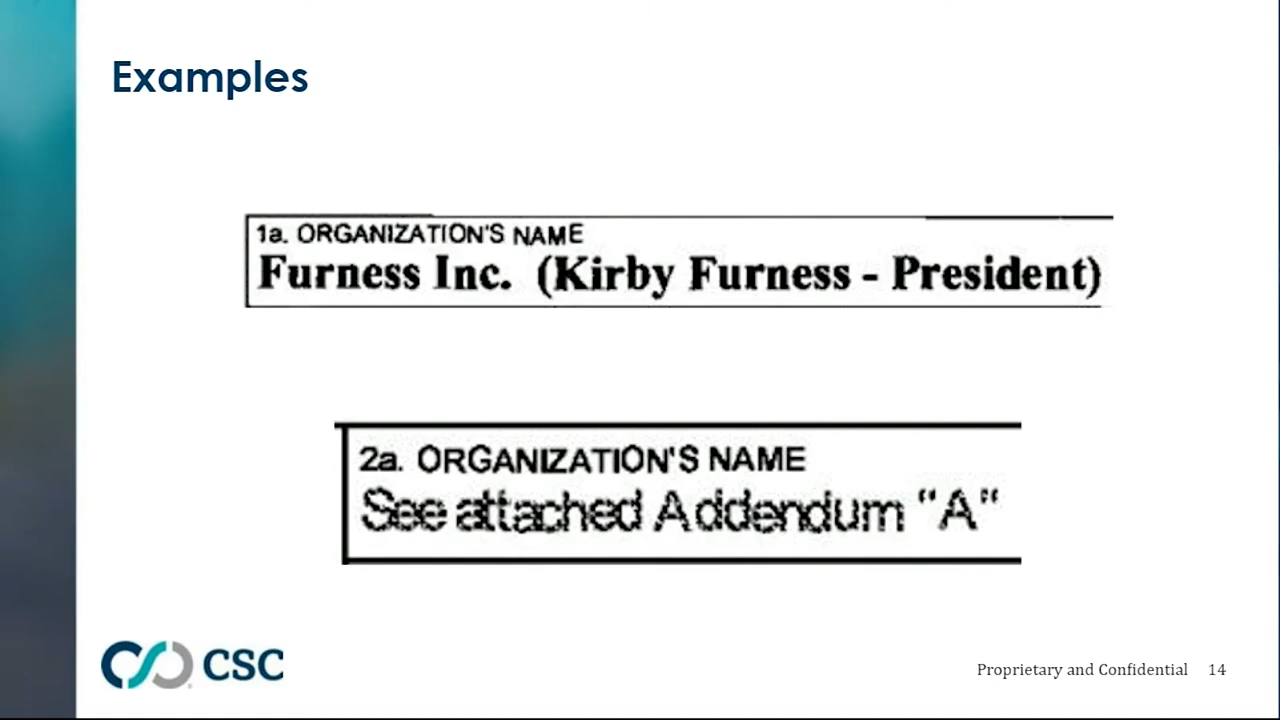 Examples
1a. ORGANIZATION'S NAME
Furness Inc. (Kirby Furness - President)
2a. ORGANIZATION'S NAME
See attached Addendum "A"
CSC
Proprietary and Confidential 14